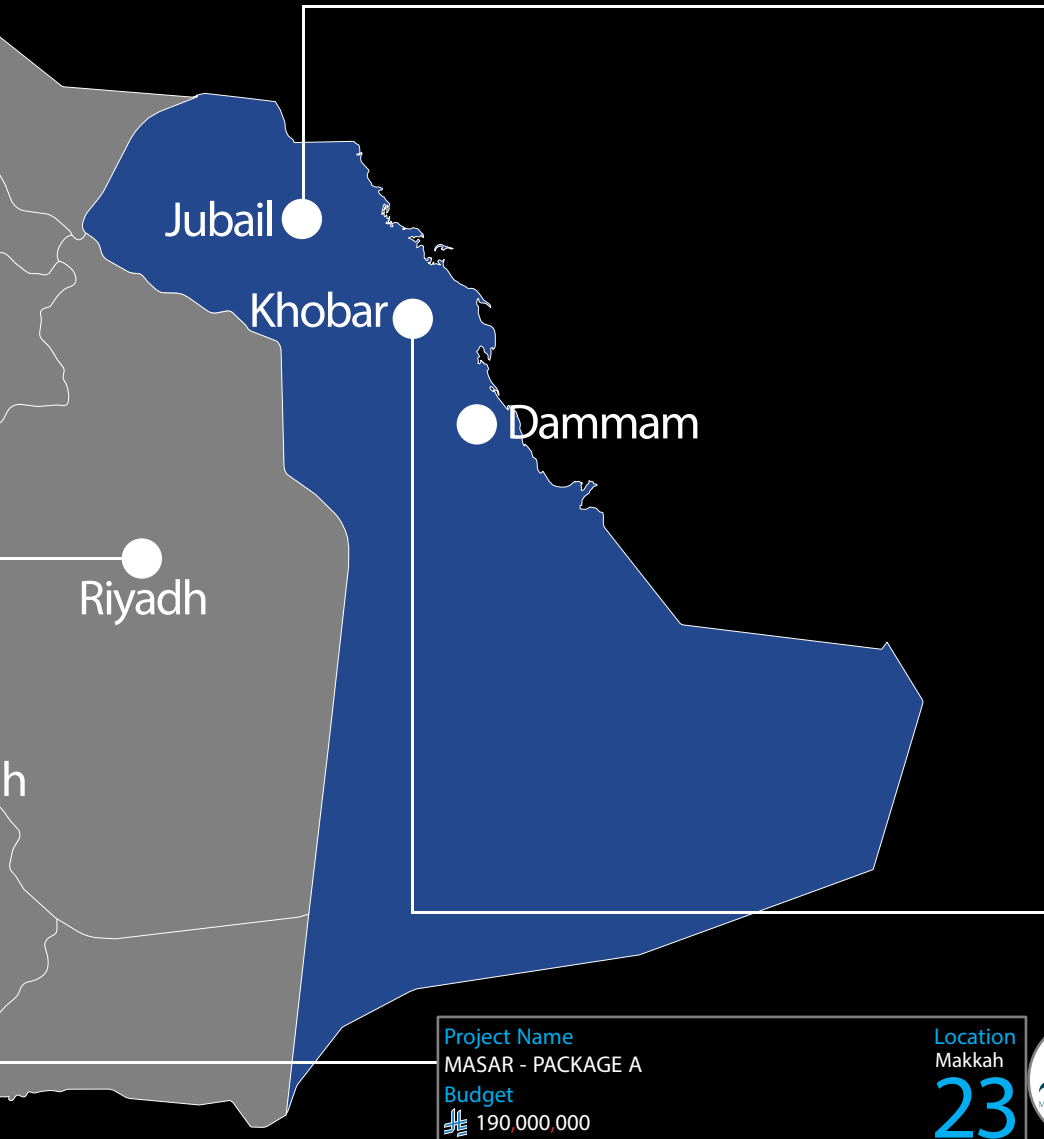 Jubail
Khobar
Dammam
Riyadh
h
Project Name
MASAR - PACKAGE A
Budget
190,000,000
Location
Makkah
23